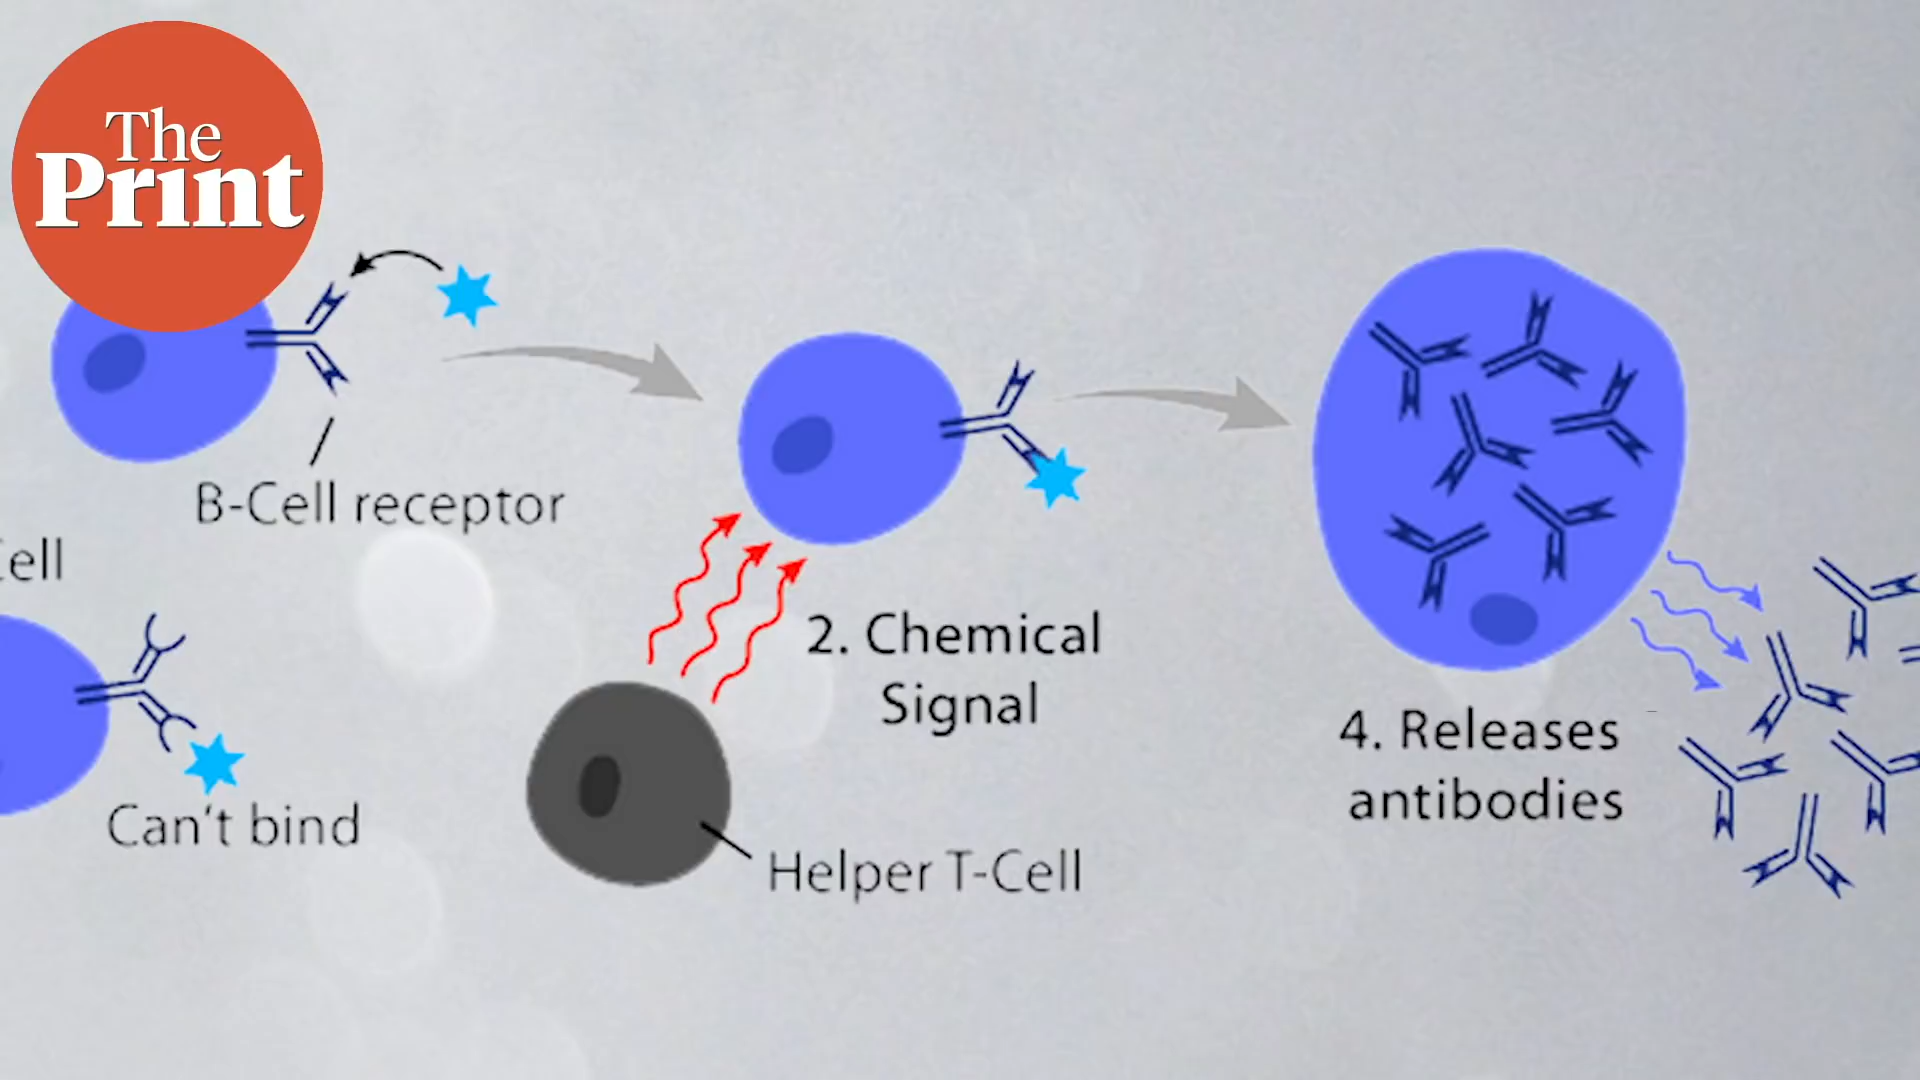 The
Print
B-Cell receptor
ell
Can't bind
2. Chemical
Signal
Helper T-Cell
4. Releases
antibodies